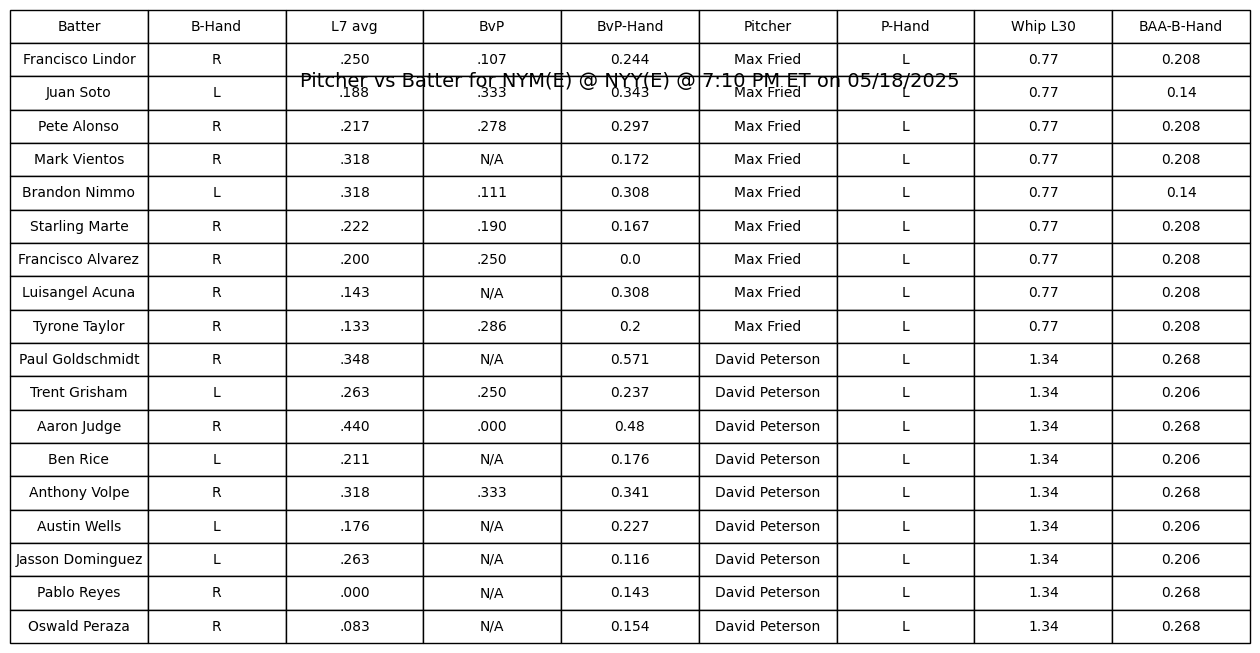 Batter B-Hand L7 avg BvP BvP-Hand Pitcher P-Hand Whip L30 BAA-B-Hand
Francisco Lindor R .250 .107 0.244 Max Fried L 0.77 0.208
Pitcher vs Batter for NYM(E) @ NYY(E) @ 7:10 PM ET on 05/18/2025
Juan Soto L .188 .333 0.343 Max Fried L 0.77 0.14
Pete Alonso R .217 .278 0.297 Max Fried L 0.77 0.208
Mark Vientos R .318 N/A 0.172 Max Fried L 0.77 0.208
Brandon Nimmo L .318 .111 0.308 Max Fried L 0.77 0.14
Starling Marte R .222 .190 0.167 Max Fried L 0.77 0.208
Francisco Alvarez R .200 .250 0.0 Max Fried L 0.77 0.208
Luisangel Acuna R .143 N/A 0.308 Max Fried L 0.77 0.208
Tyrone Taylor R .133 .286 0.2 Max Fried L 0.77 0.208
Paul Goldschmidt R .348 N/A 0.571 David Peterson L 1.34 0.268
Trent Grisham L .263 .250 0.237 David Peterson L 1.34 0.206
Aaron Judge R .440 .000 0.48 David Peterson L 1.34 0.268
Ben Rice L .211 N/A 0.176 David Peterson L 1.34 0.206
Anthony Volpe R .318 .333 0.341 David Peterson L 1.34 0.268
Austin Wells L .176 N/A 0.227 David Peterson L 1.34 0.206
Jasson Dominguez L .263 N/A 0.116 David Peterson L 1.34 0.206
Pablo Reyes R .000 N/A 0.143 David Peterson L 1.34 0.268
Oswald Peraza R .083 N/A 0.154 David Peterson L 1.34 0.268